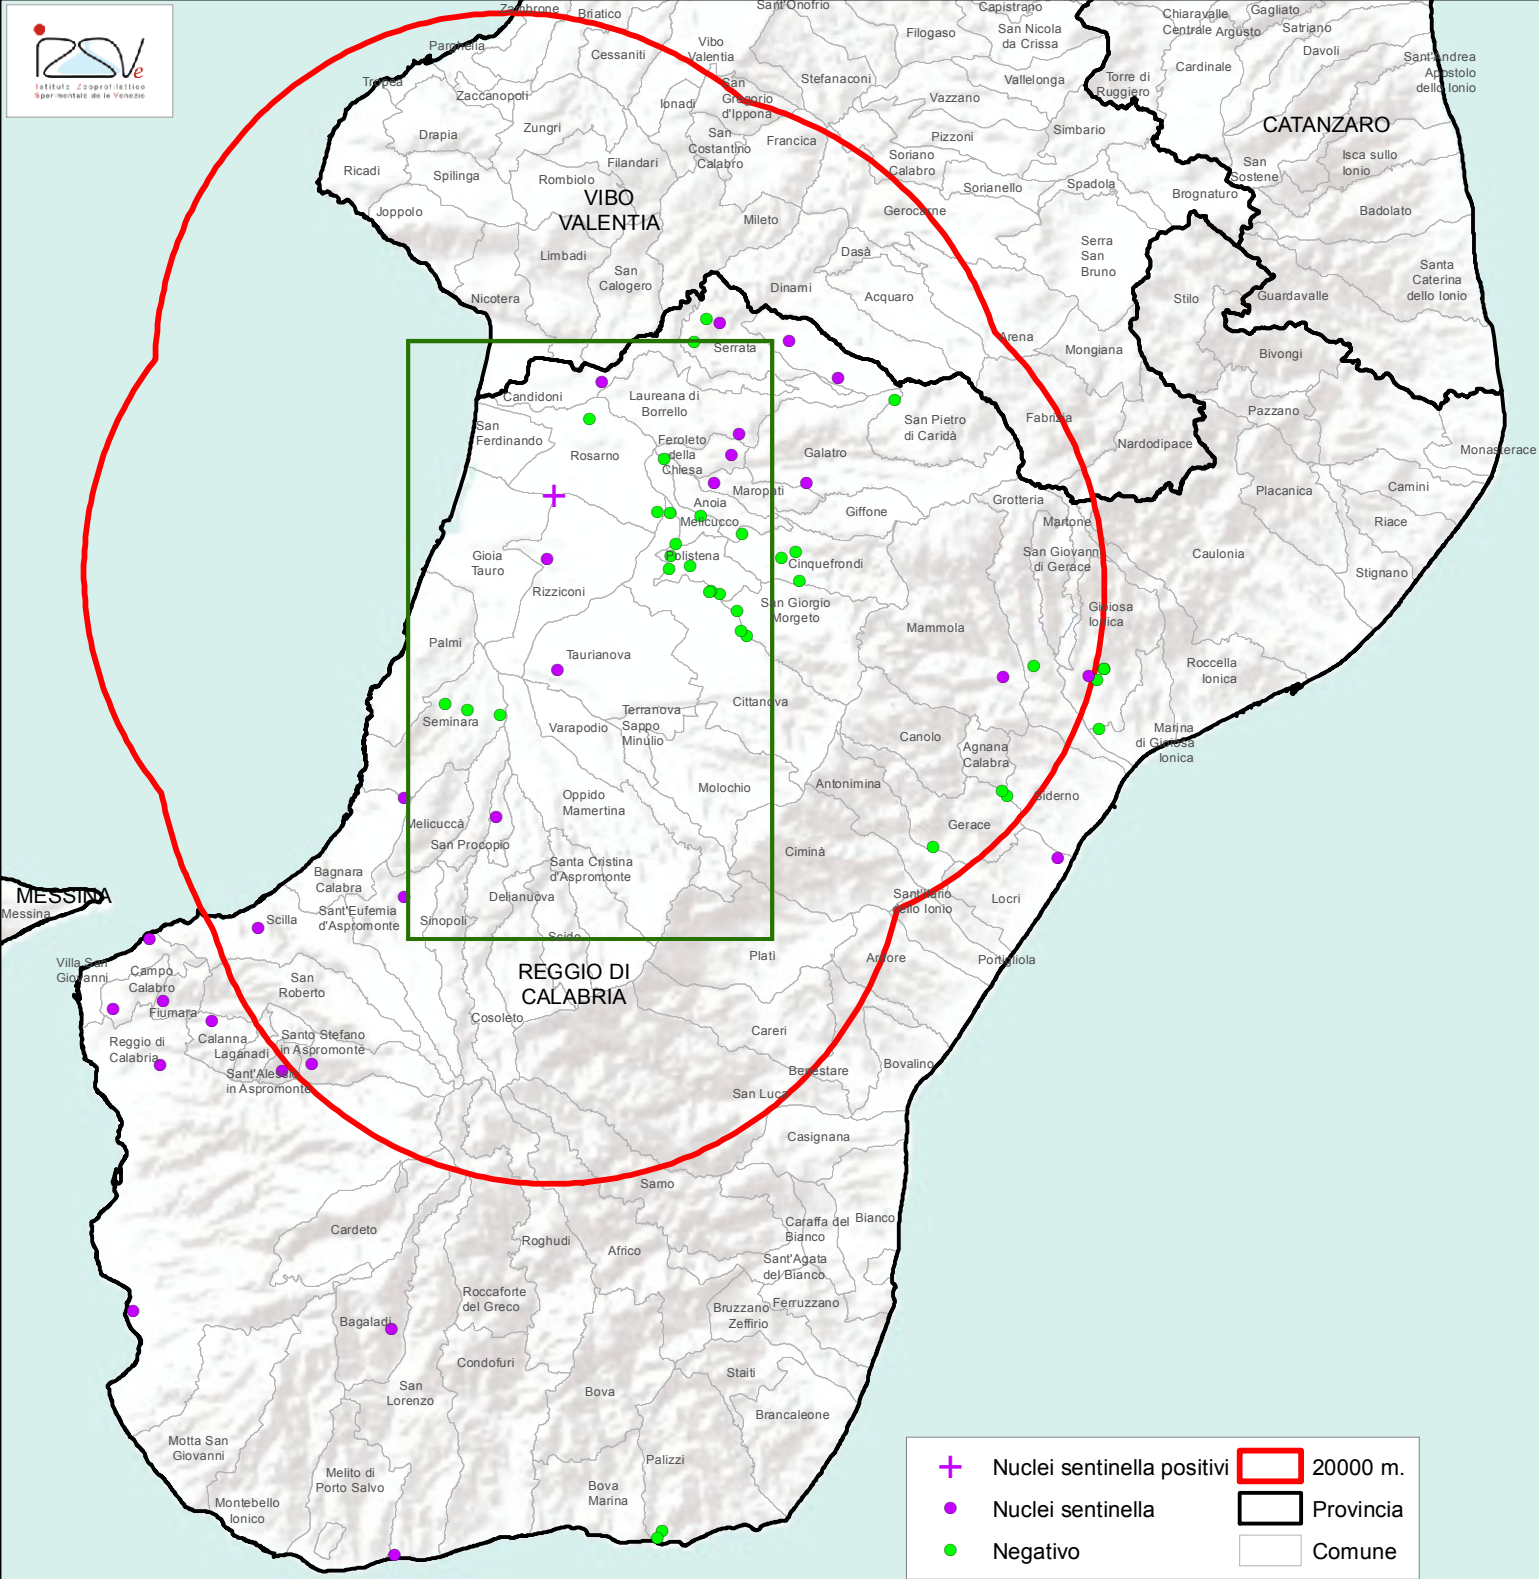 IZSVe
Istituto Zooprofilattico
Sperimentale delle Venezie
Zambrone
Briatico
Sant'Onofrio
Capistrano
Chiaravalle
Centrale
Gagliato
Argusto
Satriano
Parghelia
Cessaniti
Vibo
Valentia
Filogaso
San Nicola
da Crissa
Cardinale
Davoli
Sant'Andrea
Apostolo
dello Ionio
Tropea
Zaccanopoli
Ionadi
San
Gregorio
d'Ippona
Stefanaconi
Vallelonga
Torre di
Ruggiero
Vazzano
CATANZARO
Drapia
Zungri
San
Costantino
Calabro
Francica
Pizzoni
Simbario
Ricadi
Spilinga
Filandari
Rombiolo
Soriano
Calabro
San
Sostene
Isca sullo
Ionio
VIBO
VALENTIA
Sorianello
Spadola
Brognaturo
Joppolo
Mileto
Gerocarne
Badolato
Limbadi
San
Calogero
Dasà
Serra
San
Bruno
Santa
Caterina
dello Ionio
Nicotera
Dinami
Acquaro
Stilo
Guardavalle
Serrata
Arena
Mongiana
Bivongi
Candidoni
Laureana di
Borrello
San
Ferdinando
San Pietro
di Caridà
Fabrizia
Pazzano
Rosarno
Feroleto
della
Chiesa
Galatro
Nardodipace
Monasterace
Anoia
Maropati
Giffone
Grotteria
Placanica
Camini
Melicucco
Martone
Riace
Gioia
Tauro
Polistena
Cinquefrondi
San Giovanni
di Gerace
Caulonia
Stignano
Rizziconi
San Giorgio
Morgeto
Gioiosa
Ionica
Palmi
Mammola
Taurianova
Roccella
Ionica
Seminara
Varapodio
Terranova
Sappo
Minulio
Cittanova
Canolo
Agnana
Calabra
Marina
di Gioiosa
Ionica
Oppido
Mamertina
Molochio
Antonimina
Siderno
Melicuccà
San Procopio
Gerace
Ciminà
Santa Cristina
d'Aspromonte
MESSINA
Messina
Bagnara
Calabra
Delianuova
Sant'Ilario
dello Ionio
Locri
Scilla
Sant'Eufemia
d'Aspromonte
Sinopoli
Scido
Villa San
Giovanni
Campo
Calabro
San
Roberto
REGGIO DI
CALABRIA
Platì
Ardore
Portigliola
Fiumara
Cosoleto
Careri
Reggio di
Calabria
Calanna
Laganadi
Santo Stefano
in Aspromonte
Sant'Alessio
in Aspromonte
Benestare
Bovalino
San Luca
Casignana
Samo
Cardeto
Roghudi
Africo
Caraffa del
Bianco
Bianco
Sant'Agata
del Bianco
Roccaforte
del Greco
Bruzzano
Zeffirio
Ferruzzano
Bagaladi
Condofuri
Staiti
San
Lorenzo
Bova
Brancaleone
Motta San
Giovanni
Melito di
Porto Salvo
Palizzi
Montebello
Ionico
Bova
Marina
Nuclei sentinella positivi
20000 m.
Nuclei sentinella
Provincia
Negativo
Comune